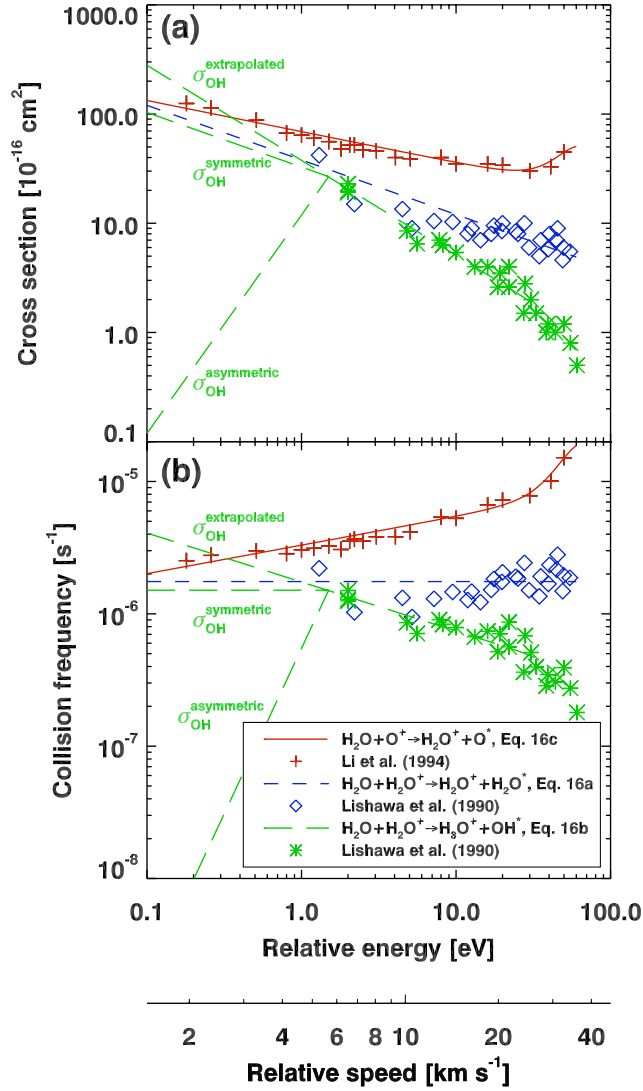 (a)
1000.0
100.0
10.0
1.0
0.1
Cross section [10⁻¹⁶ cm²]
σ_OH^extrapolated
σ_OH^symmetric
σ_OH^asymmetric
(b)
10⁻⁵
10⁻⁶
10⁻⁷
10⁻⁸
Collision frequency [s⁻¹]
σ_OH^extrapolated
σ_OH^symmetric
σ_OH^asymmetric
H₂O+O⁺→H₂O⁺+O*, Eq. 16c
Li et al. (1994)
H₂O+H₂O⁺→H₂O⁺+H₂O*, Eq. 16a
Lishawa et al. (1990)
H₂O+H₂O⁺→H₃O⁺+OH*, Eq. 16b
Lishawa et al. (1990)
0.1 1.0 10.0 100.0
Relative energy [eV]
2 4 6 8 10 20 40
Relative speed [km s⁻¹]